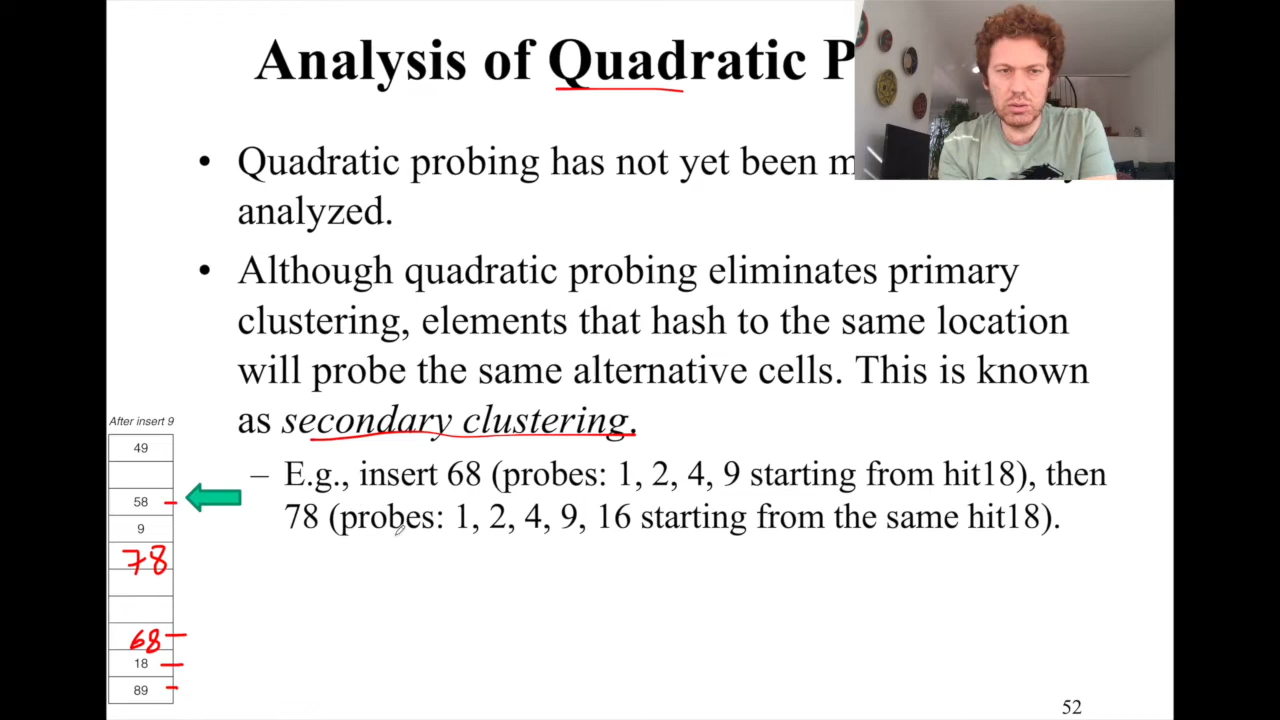 Analysis of Quadratic P
• Quadratic probing has not yet been m
analyzed.
• Although quadratic probing eliminates primary
clustering, elements that hash to the same location
will probe the same alternative cells. This is known
as secondary clustering.
– E.g., insert 68 (probes: 1, 2, 4, 9 starting from hit18), then
78 (probes: 1, 2, 4, 9, 16 starting from the same hit18).
After insert 9
49
58
9
78
68
18
89
52